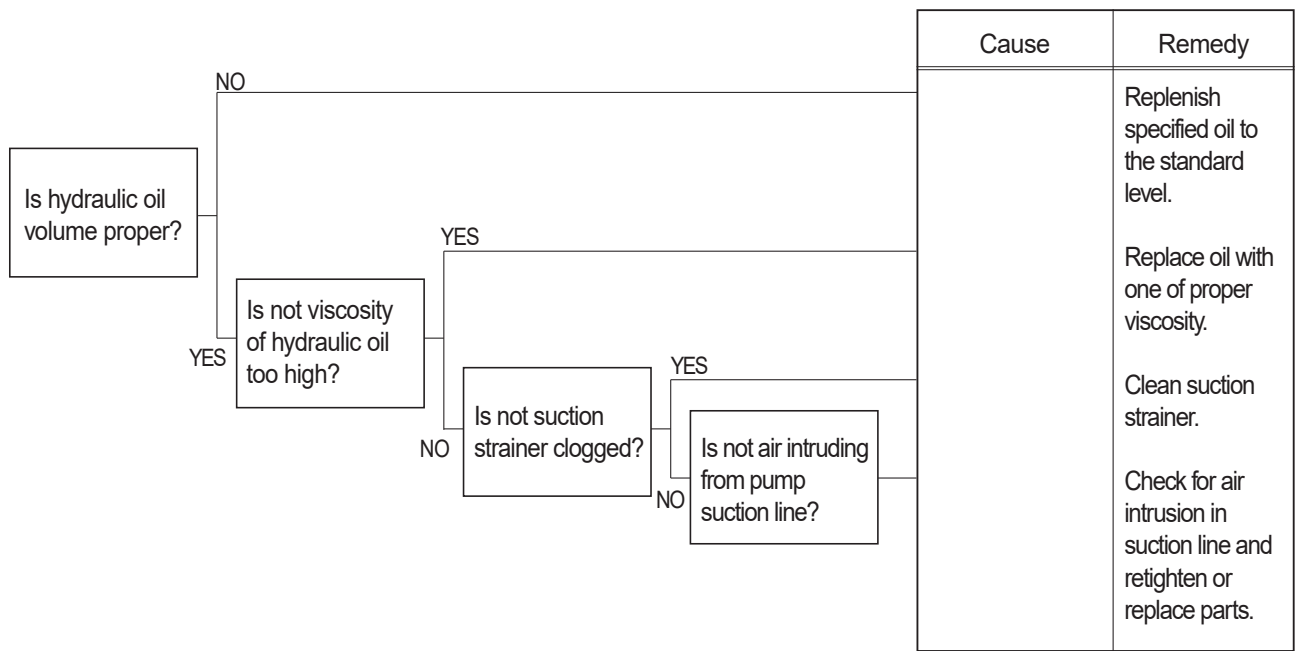 Cause
Remedy
NO
Is hydraulic oil
volume proper?
YES
Is not viscosity
of hydraulic oil
too high?
YES
NO
Is not suction
strainer clogged?
YES
NO
Is not air intruding
from pump
suction line?
Replenish
specified oil to
the standard
level.
Replace oil with
one of proper
viscosity.
Clean suction
strainer.
Check for air
intrusion in
suction line and
retighten or
replace parts.